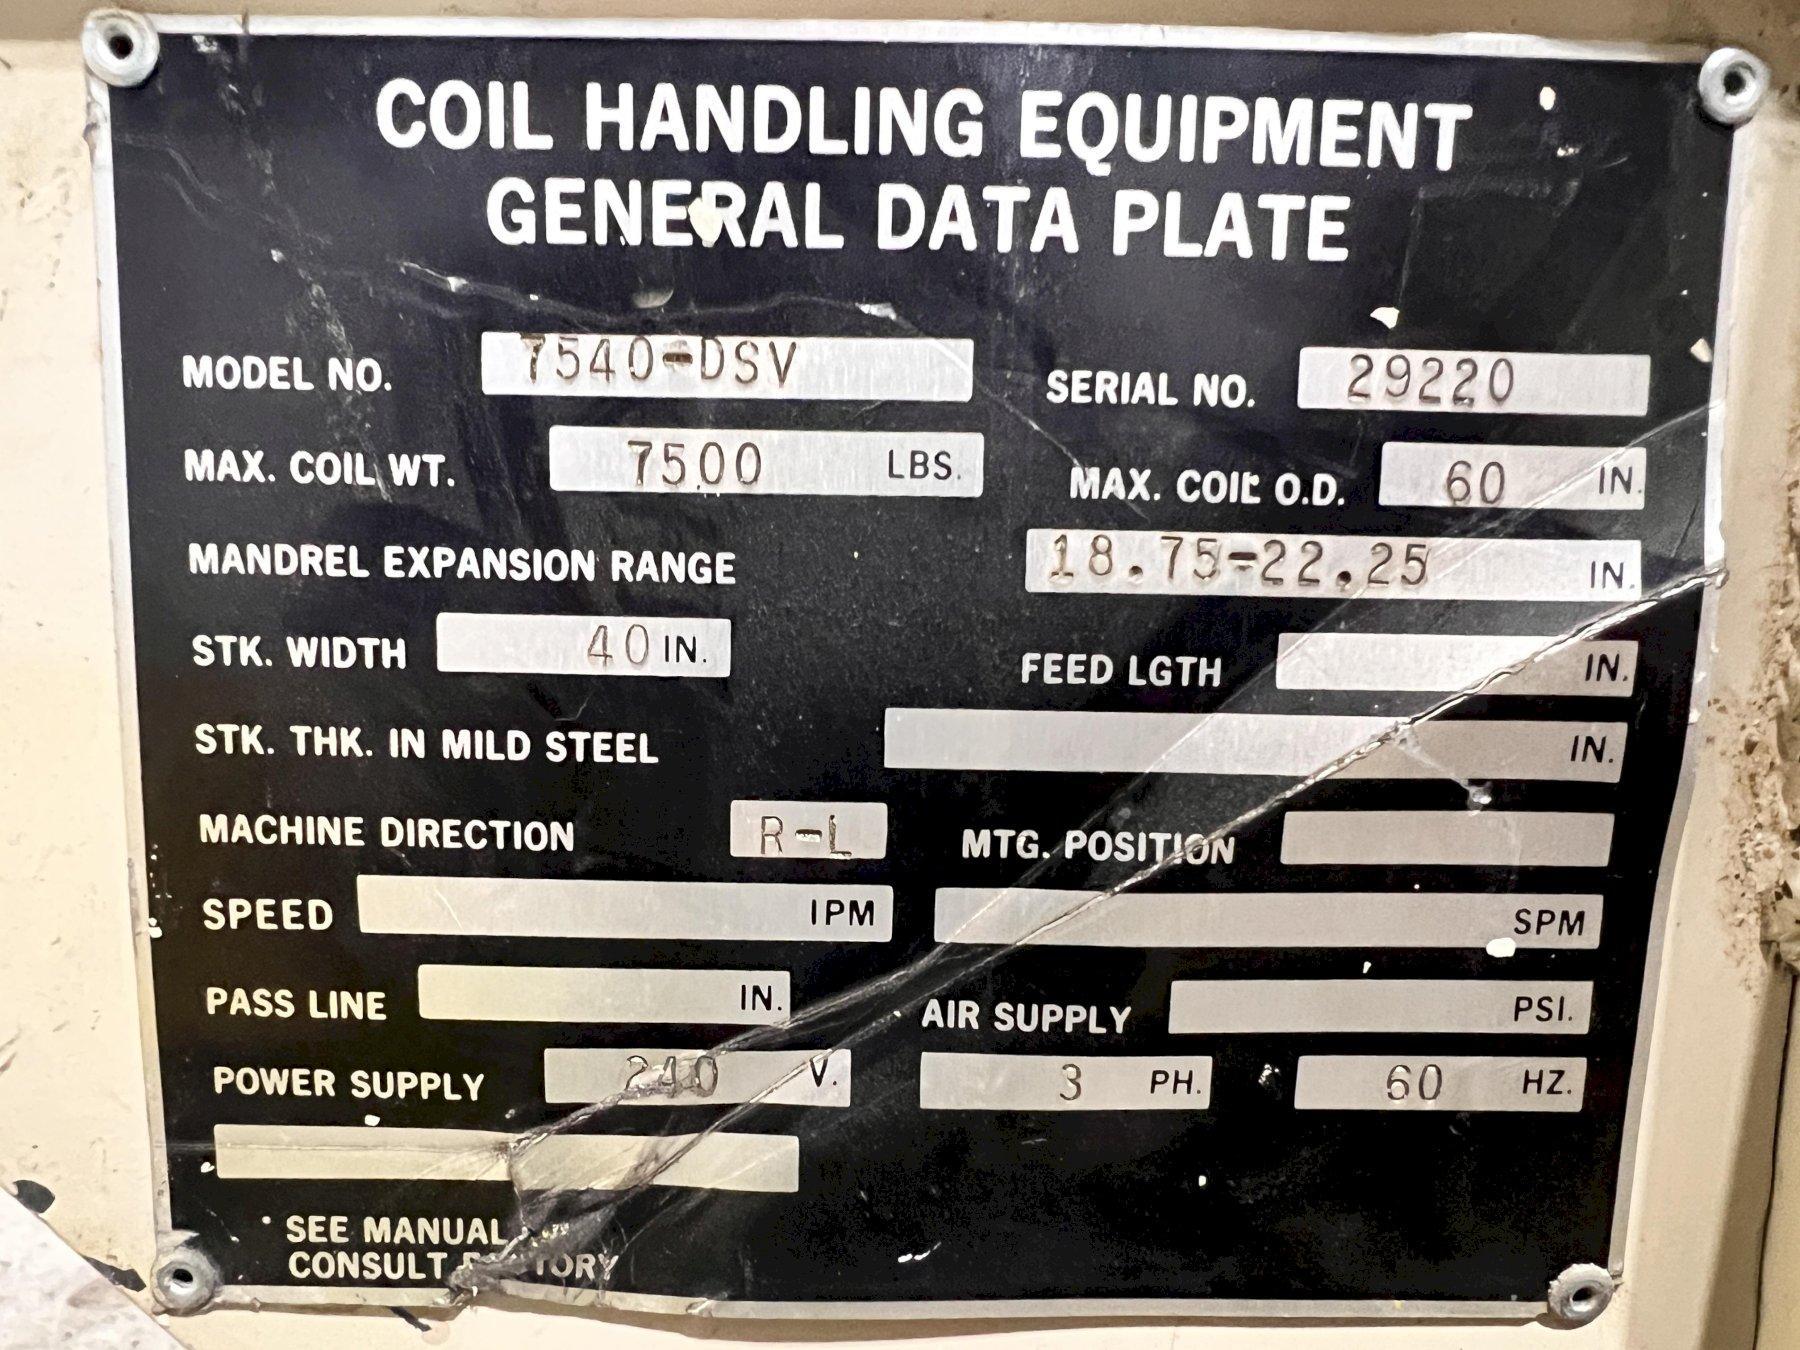 COIL HANDLING EQUIPMENT
GENERAL DATA PLATE
MODEL NO. 7540-DSV SERIAL NO. 29220
MAX. COIL WT. 7500 LBS. MAX. COIL O.D. 60 IN.
MANDREL EXPANSION RANGE 18.75-22.25 IN.
STK. WIDTH 40 IN. FEED LGTH IN.
STK. THK. IN MILD STEEL IN.
MACHINE DIRECTION R-L MTG. POSITION
SPEED IPM SPM
PASS LINE IN. AIR SUPPLY PSI.
POWER SUPPLY 240 V. 3 PH. 60 HZ.
SEE MANUAL
CONSULT